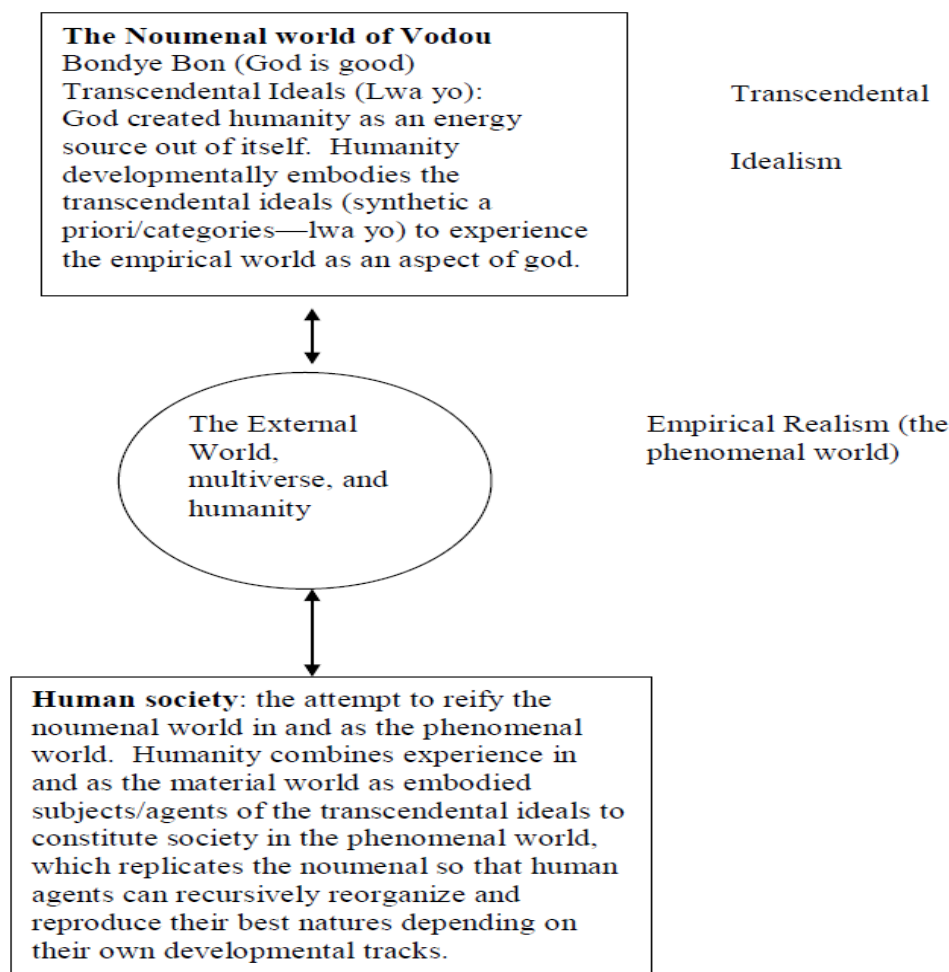 The Noumenal world of Vodou
Bondye Bon (God is good)
Transcendental Ideals (Lwa yo):
God created humanity as an energy
source out of itself. Humanity
developmentally embodies the
transcendental ideals (synthetic a
priori/categories—lwa yo) to experience
the empirical world as an aspect of god.
Transcendental
Idealism
The External
World,
multiverse, and
humanity
Empirical Realism (the
phenomenal world)
Human society: the attempt to reify the
noumenal world in and as the phenomenal
world. Humanity combines experience in
and as the material world as embodied
subjects/agents of the transcendental ideals to
constitute society in the phenomenal world,
which replicates the noumenal so that human
agents can recursively reorganize and
reproduce their best natures depending on
their own developmental tracks.